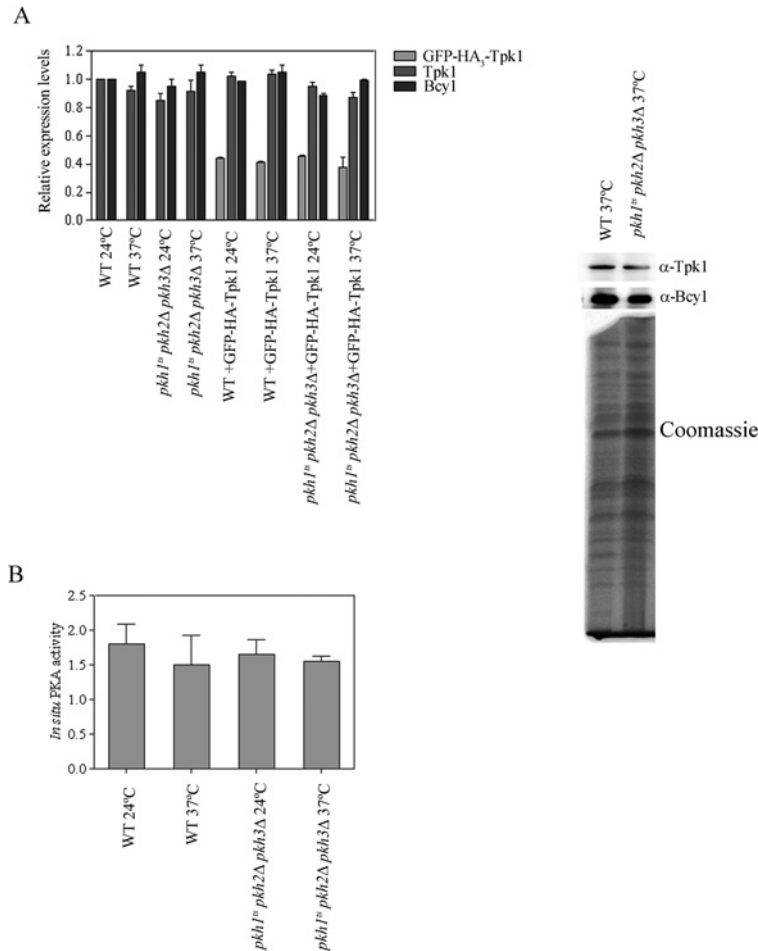 A
GFP-HA3-Tpk1
Tpk1
Bcy1
Relative expression levels
1.2
1.0
0.8
0.6
0.4
0.2
0.0
WT 24ºC
WT 37ºC
pkh1ts pkh2Δ pkh3Δ 24ºC
pkh1ts pkh2Δ pkh3Δ 37ºC
WT +GFP-HA-Tpk1 24ºC
WT +GFP-HA-Tpk1 37ºC
pkh1ts pkh2Δ pkh3Δ+GFP-HA-Tpk1 24ºC
pkh1ts pkh2Δ pkh3Δ+GFP-HA-Tpk1 37ºC
WT 37ºC
pkh1ts pkh2Δ pkh3Δ 37ºC
α-Tpk1
α-Bcy1
Coomassie
B
In situ PKA activity
2.5
2.0
1.5
1.0
0.5
0.0
WT 24ºC
WT 37ºC
pkh1ts pkh2Δ pkh3Δ 24ºC
pkh1ts pkh2Δ pkh3Δ 37ºC